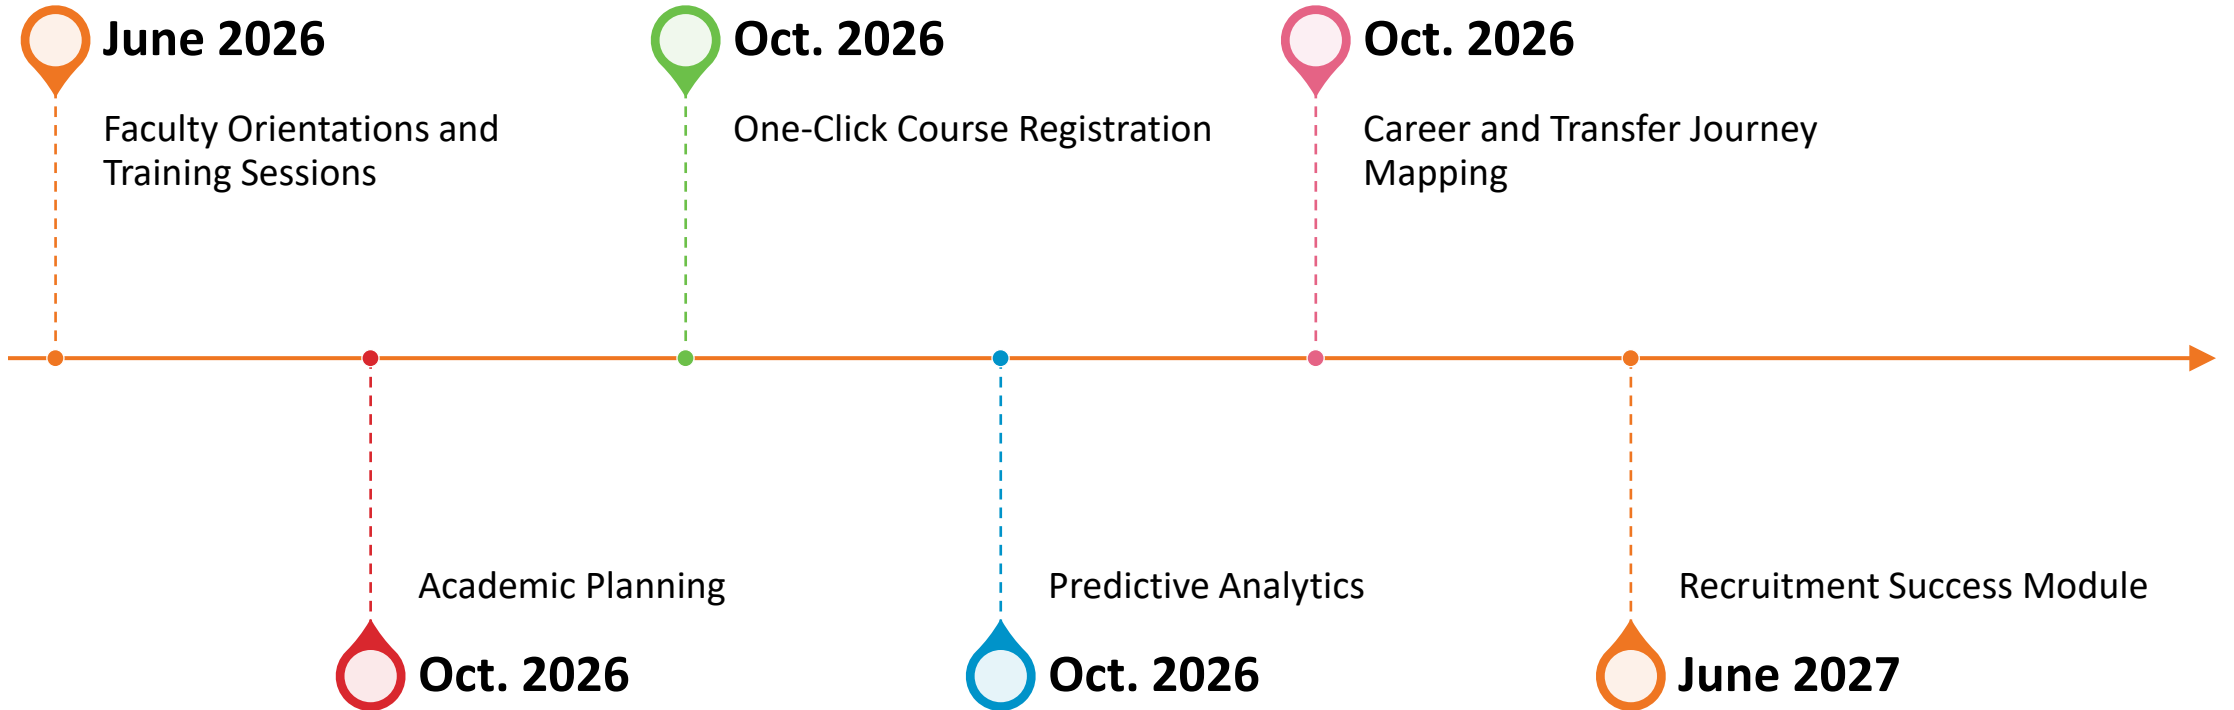 June 2026
Faculty Orientations and
Training Sessions
Oct. 2026
One-Click Course Registration
Oct. 2026
Career and Transfer Journey
Mapping
Academic Planning
Oct. 2026
Predictive Analytics
Oct. 2026
Recruitment Success Module
June 2027